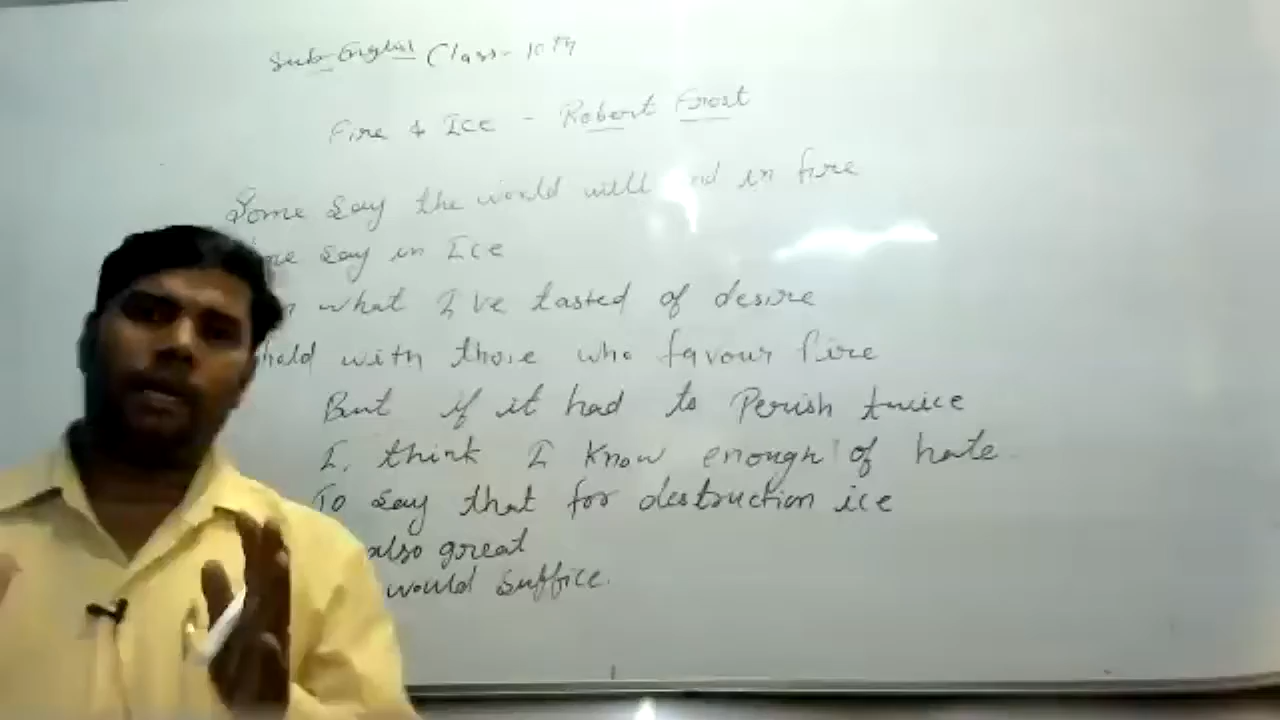 Sub-English Class-10th
Fire & Ice - Robert Frost
Some say the world will end in fire
say in Ice
what I've tasted of desire
hold with those who favour fire
But if it had to Perish twice
I, think I know enough of hate
To say that for destruction ice
also great
would suffice.